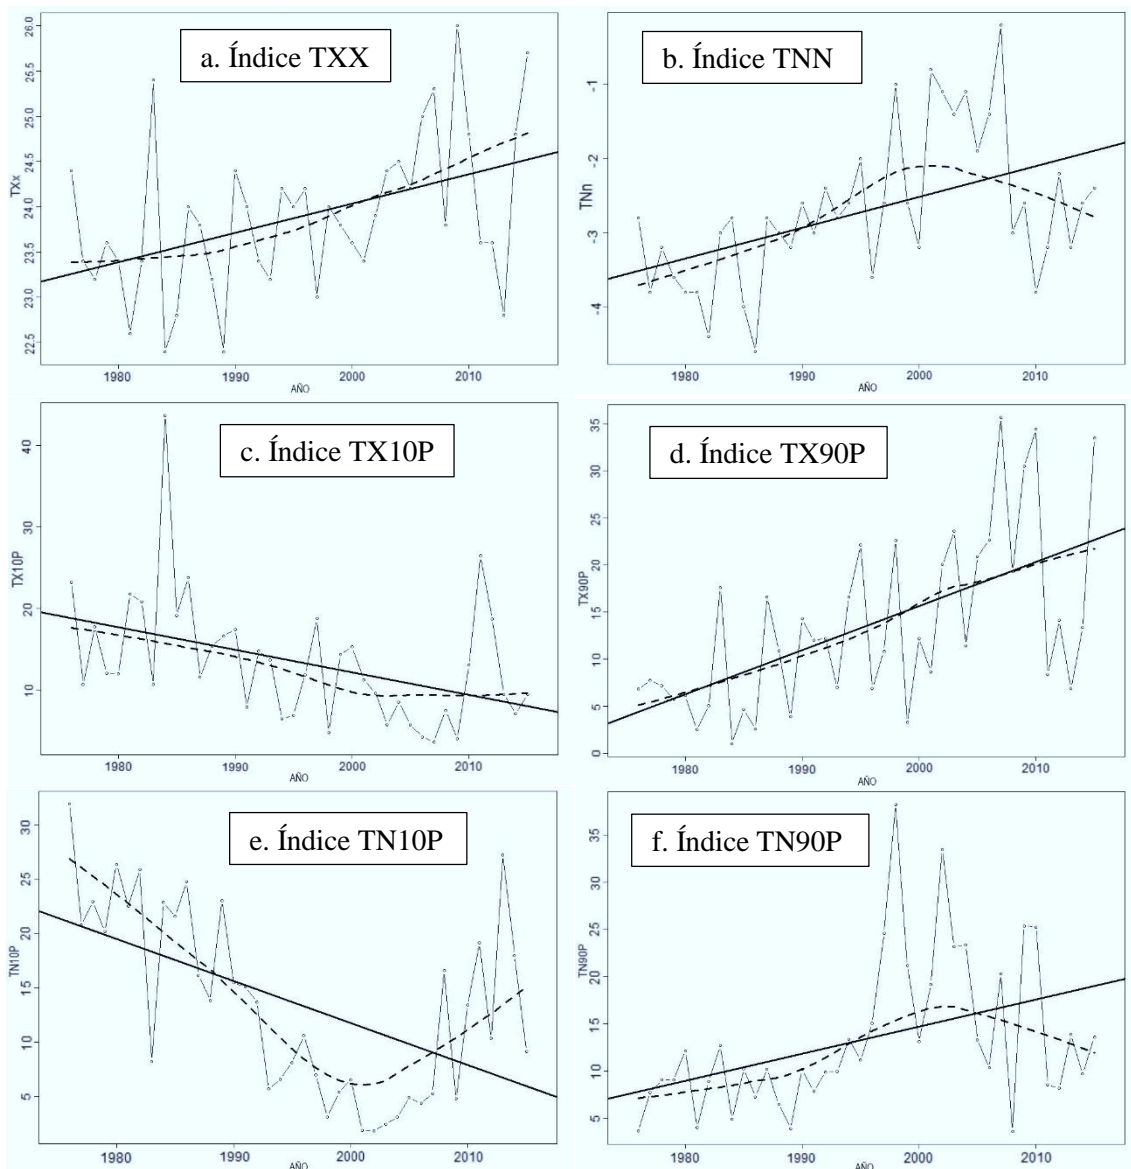 a. Índice TXX
26.0
25.5
25.0
24.5
24.0
23.5
23.0
22.5
TXx
1980 1990 2000 2010
AÑO
b. Índice TNN
-1
-2
-3
-4
TNn
1980 1990 2000 2010
AÑO
c. Índice TX10P
40
30
20
10
TX10P
1980 1990 2000 2010
AÑO
d. Índice TX90P
35
30
25
20
15
10
5
0
TX90P
1980 1990 2000 2010
AÑO
e. Índice TN10P
30
25
20
15
10
5
TN10P
1980 1990 2000 2010
AÑO
f. Índice TN90P
35
30
25
20
15
10
5
TN90P
1980 1990 2000 2010
AÑO